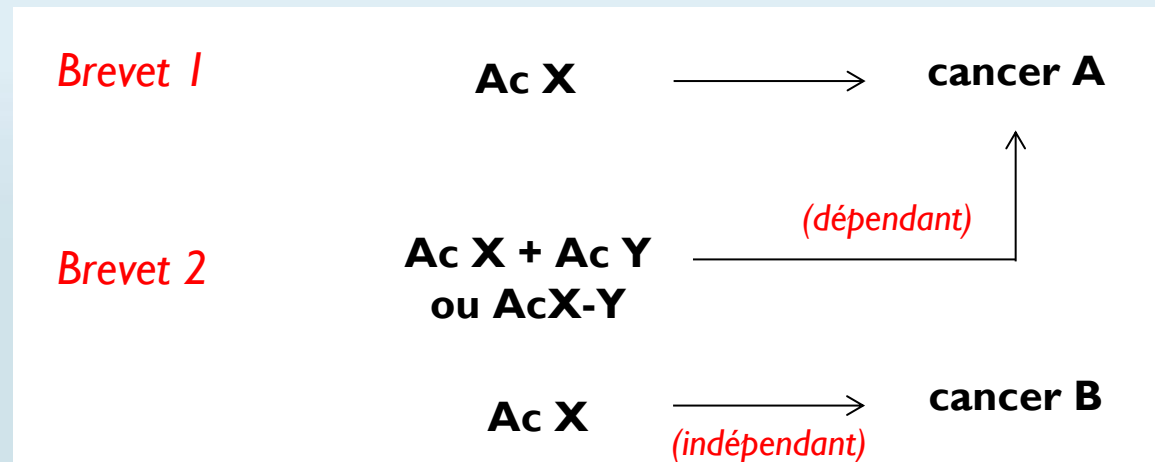 Brevet 1
Ac X
cancer A
(dépendant)
Brevet 2
Ac X + Ac Y
ou AcX-Y
Ac X
(indépendant)
cancer B